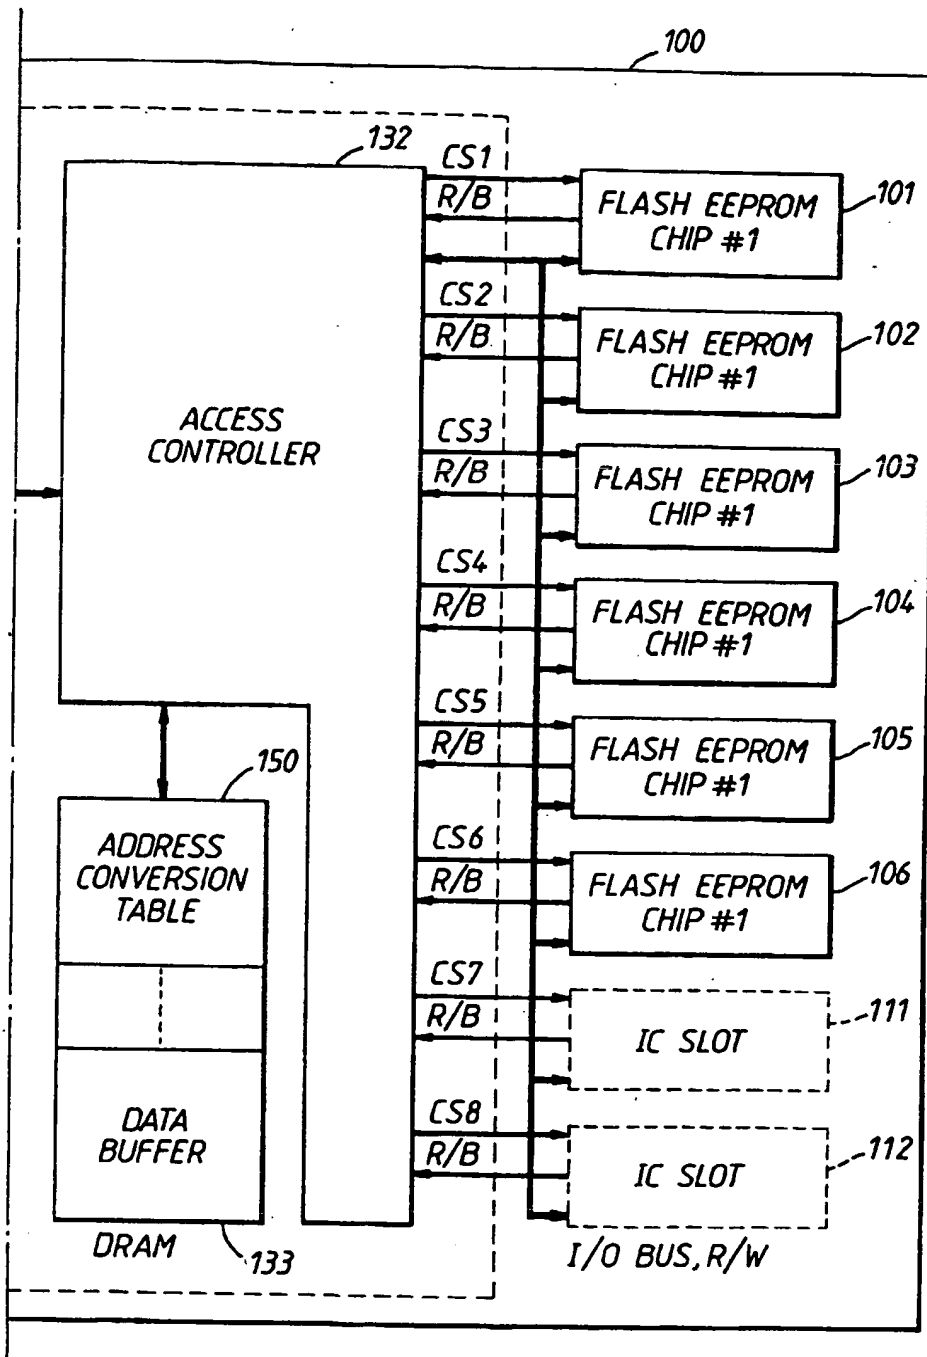 100
132
CS1
R/B
FLASH EEPROM
CHIP #1
101
CS2
R/B
FLASH EEPROM
CHIP #1
102
ACCESS
CONTROLLER
CS3
R/B
FLASH EEPROM
CHIP #1
103
CS4
R/B
FLASH EEPROM
CHIP #1
104
CS5
R/B
FLASH EEPROM
CHIP #1
105
150
ADDRESS
CONVERSION
TABLE
CS6
R/B
FLASH EEPROM
CHIP #1
106
CS7
R/B
IC SLOT
111
DATA
BUFFER
CS8
R/B
IC SLOT
112
DRAM
133
I/O BUS, R/W